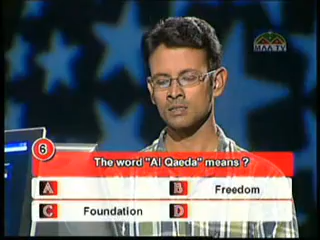 MAA TV
6
The word "Al Qaeda" means ?
A
B Freedom
C Foundation
D